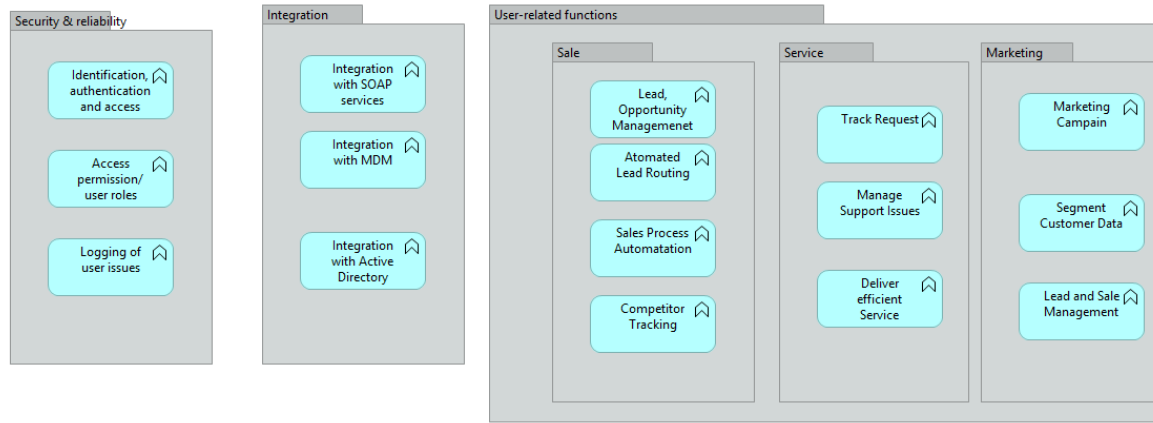 Security & reliability
Identification,
authentication
and access
Access
permission/
user roles
Logging of
user issues
Integration
Integration
with SOAP
services
Integration
with MDM
Integration
with Active
Directory
User-related functions
Sale
Lead,
Opportunity
Managemenet
Atomated
Lead Routing
Sales Process
Automatation
Competitor
Tracking
Service
Track Request
Manage
Support Issues
Deliver
efficient
Service
Marketing
Marketing
Campain
Segment
Customer Data
Lead and Sale
Management